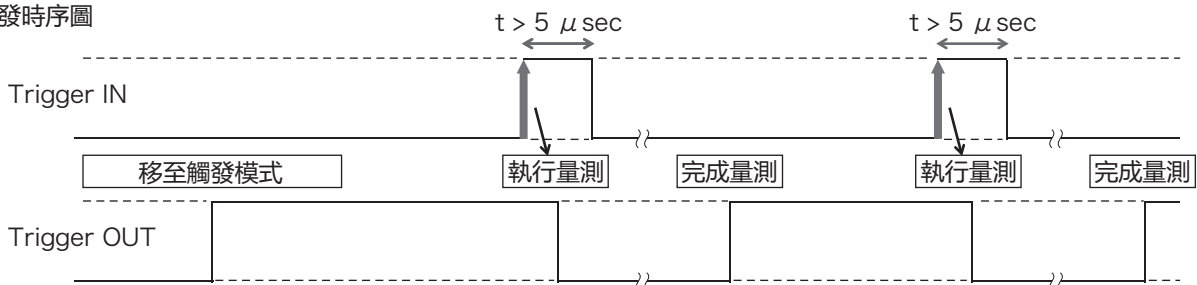 發時序圖
t > 5 μsec t > 5 μsec
Trigger IN
移至觸發模式 執行量測 完成量測 執行量測 完成量測
Trigger OUT